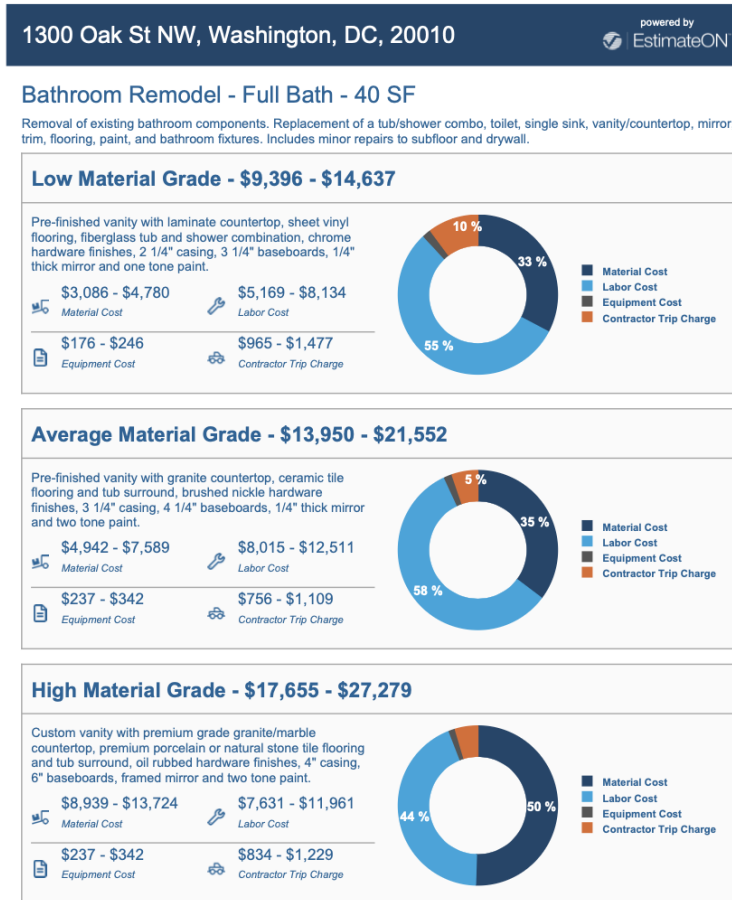 1300 Oak St NW, Washington, DC, 20010
powered by
EstimateON
Bathroom Remodel - Full Bath - 40 SF
Removal of existing bathroom components. Replacement of a tub/shower combo, toilet, single sink, vanity/countertop, mirror
trim, flooring, paint, and bathroom fixtures. Includes minor repairs to subfloor and drywall.
Low Material Grade - $9,396 - $14,637
Pre-finished vanity with laminate countertop, sheet vinyl
flooring, fiberglass tub and shower combination, chrome
hardware finishes, 2 1/4" casing, 3 1/4" baseboards, 1/4"
thick mirror and one tone paint.
$3,086 - $4,780
Material Cost
$5,169 - $8,134
Labor Cost
$176 - $246
Equipment Cost
$965 - $1,477
Contractor Trip Charge
10 %
33 %
55 %
Material Cost
Labor Cost
Equipment Cost
Contractor Trip Charge
Average Material Grade - $13,950 - $21,552
Pre-finished vanity with granite countertop, ceramic tile
flooring and tub surround, brushed nickle hardware
finishes, 3 1/4" casing, 4 1/4" baseboards, 1/4" thick mirror
and two tone paint.
$4,942 - $7,589
Material Cost
$8,015 - $12,511
Labor Cost
$237 - $342
Equipment Cost
$756 - $1,109
Contractor Trip Charge
5 %
35 %
58 %
Material Cost
Labor Cost
Equipment Cost
Contractor Trip Charge
High Material Grade - $17,655 - $27,279
Custom vanity with premium grade granite/marble
countertop, premium porcelain or natural stone tile flooring
and tub surround, oil rubbed hardware finishes, 4" casing,
6" baseboards, framed mirror and two tone paint.
$8,939 - $13,724
Material Cost
$7,631 - $11,961
Labor Cost
$237 - $342
Equipment Cost
$834 - $1,229
Contractor Trip Charge
50 %
44 %
Material Cost
Labor Cost
Equipment Cost
Contractor Trip Charge